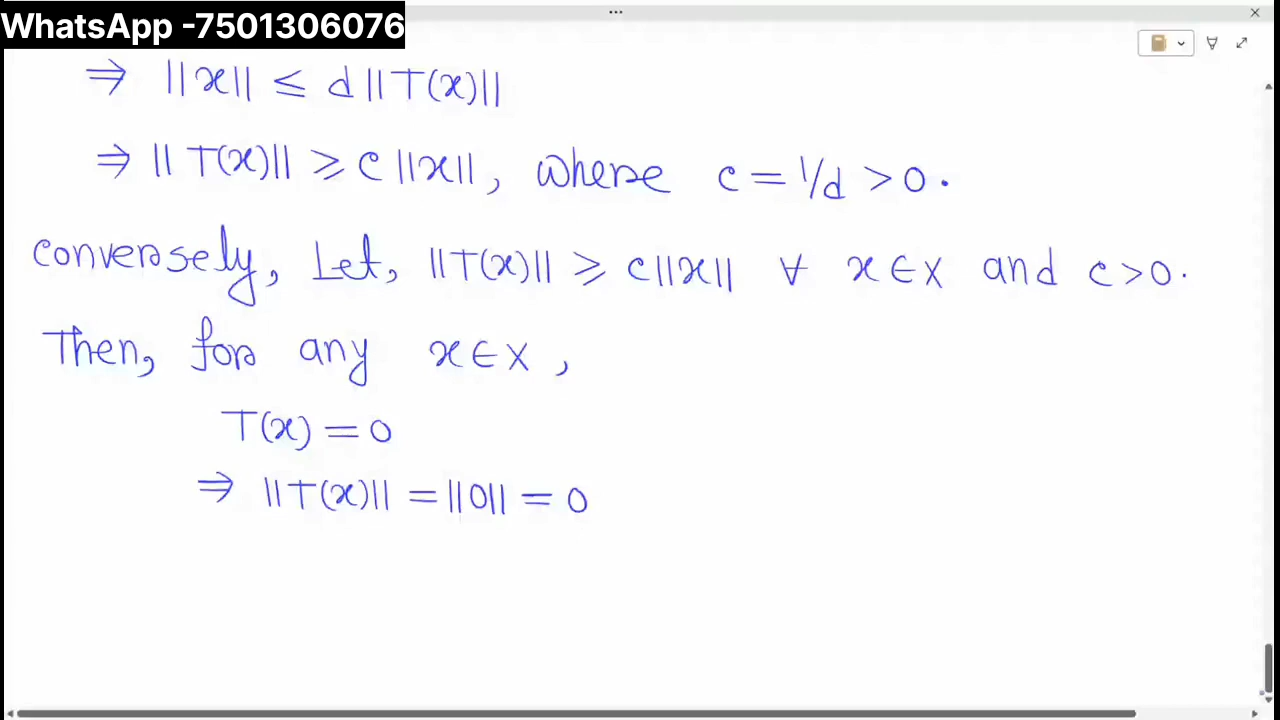 WhatsApp -7501306076
⇒ ||x|| ≤ d||T(x)||
⇒ ||T(x)|| ⩾ c||x||, where c = 1/d > 0.
conversely, Let, ||T(x)|| ⩾ c||x|| ∀ x∈X and c>0.
Then, for any x∈X,
T(x) = 0
⇒ ||T(x)|| = ||0|| = 0